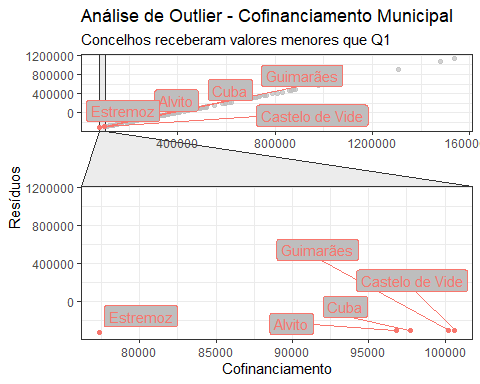 Análise de Outlier - Cofinanciamento Municipal
Concelhos receberam valores menores que Q1
1200000
800000
400000
0
Guimarães
Cuba
Alvito
Estremoz
Castelo de Vide
400000
800000
1200000
1600000
Resíduos
1200000
800000
400000
0
Guimarães
Castelo de Vide
Cuba
Estremoz
Alvito
80000
85000
90000
95000
100000
Cofinanciamento